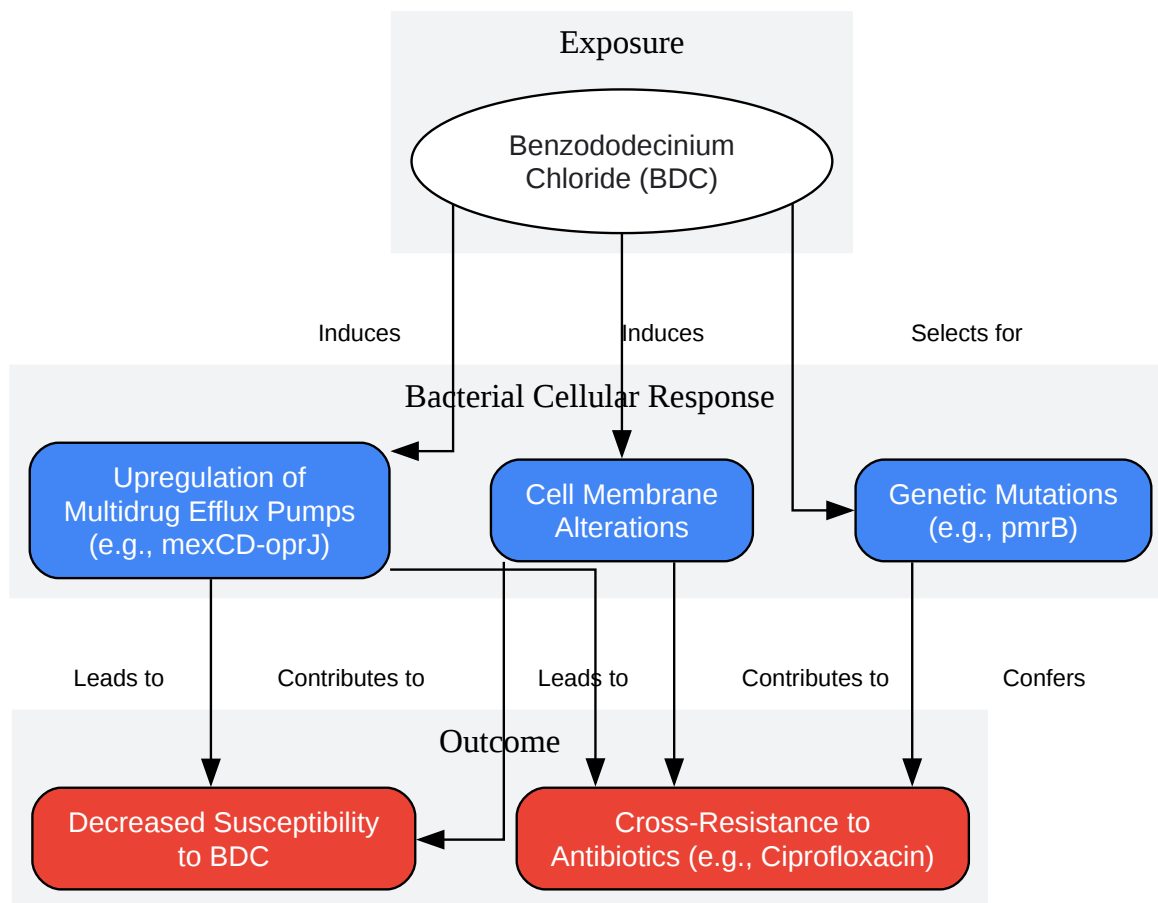 Exposure
Benzododecinium
Chloride (BDC)
Induces
Induces
Selects for
Bacterial Cellular Response
Upregulation of
Multidrug Efflux Pumps
(e.g., mexCD-oprJ)
Cell Membrane
Alterations
Genetic Mutations
(e.g., pmrB)
Leads to
Contributes to
Leads to
Contributes to
Confers
Outcome
Decreased Susceptibility
to BDC
Cross-Resistance to
Antibiotics (e.g., Ciprofloxacin)